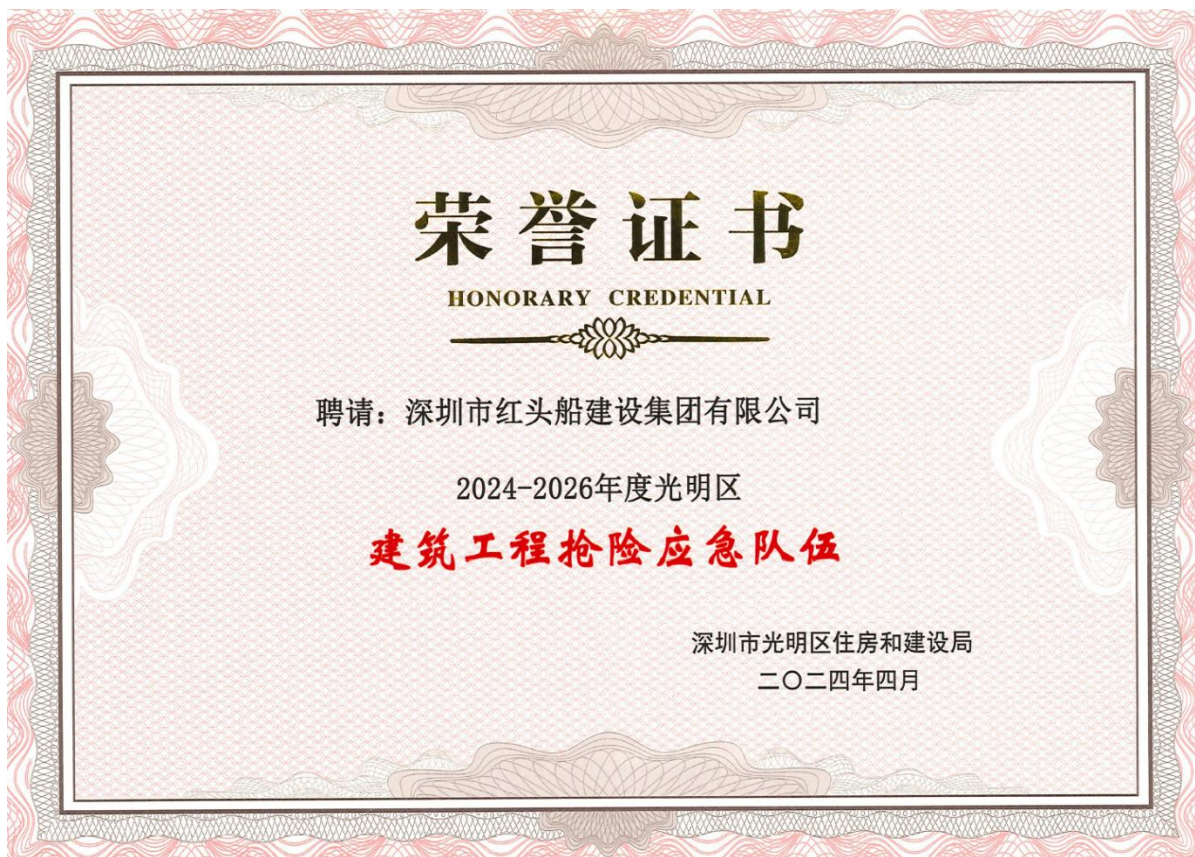 荣誉证书
HONORARY CREDENTIAL
聘请：深圳市红头船建设集团有限公司
2024-2026年度光明区
建筑工程抢险应急队伍
深圳市光明区住房和建设局
二〇二四年四月